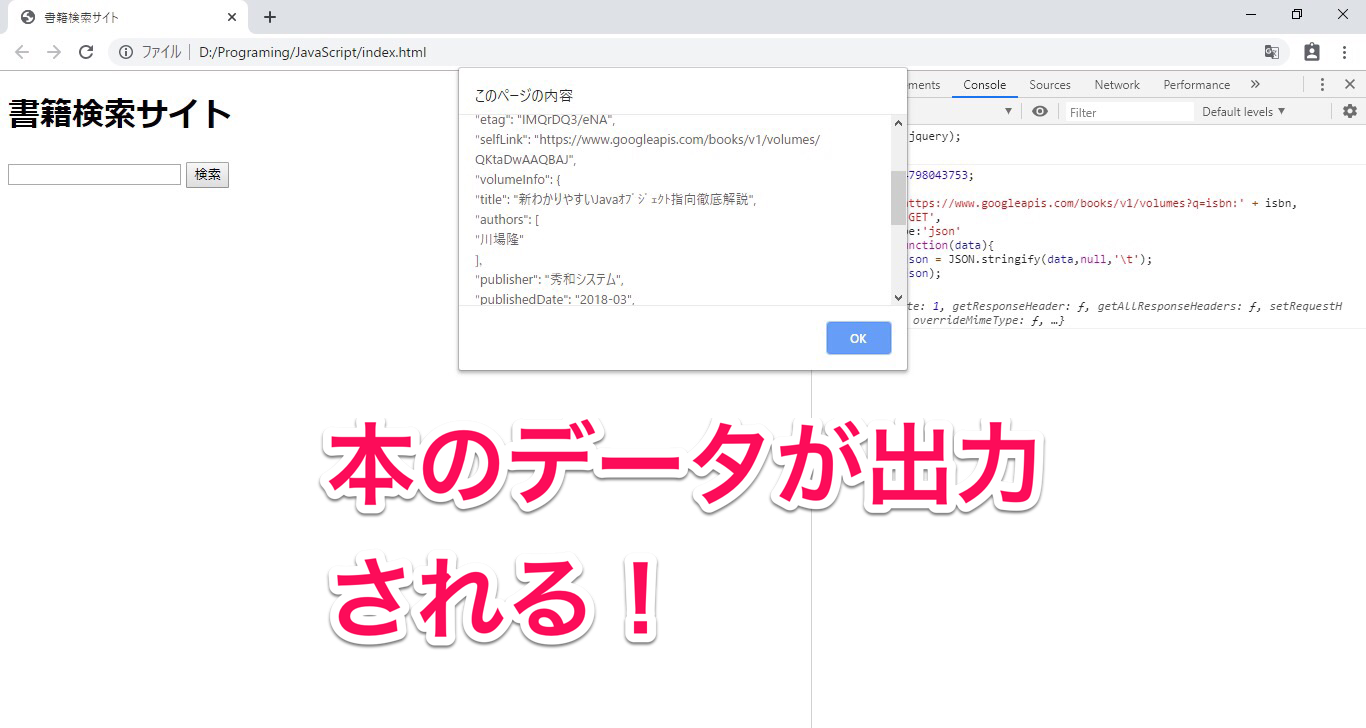 書籍検索サイト
ファイル | D:/Programing/JavaScript/index.html
書籍検索サイト
検索
このページの内容
"etag": "IMQrDQ3/eNA",
"selfLink": "https://www.googleapis.com/books/v1/volumes/
QKtaDwAAQBAJ",
"volumeInfo": {
"title": "新わかりやすいJavaｵﾌﾞｼﾞｪｸﾄ指向徹底解説",
"authors": [
"川場隆"
],
"publisher": "秀和システム",
"publishedDate": "2018-03",
OK
ments Console Sources Network Performance
Filter Default levels
jquery);
798043753;
ttps://www.googleapis.com/books/v1/volumes?q=isbn:' + isbn,
GET',
e:'json'
unction(data){
son = JSON.stringify(data,null,'\t');
son);
te: 1, getResponseHeader: ƒ, getAllResponseHeaders: ƒ, setRequestH
overrideMimeType: ƒ, …}
本のデータが出力
される！